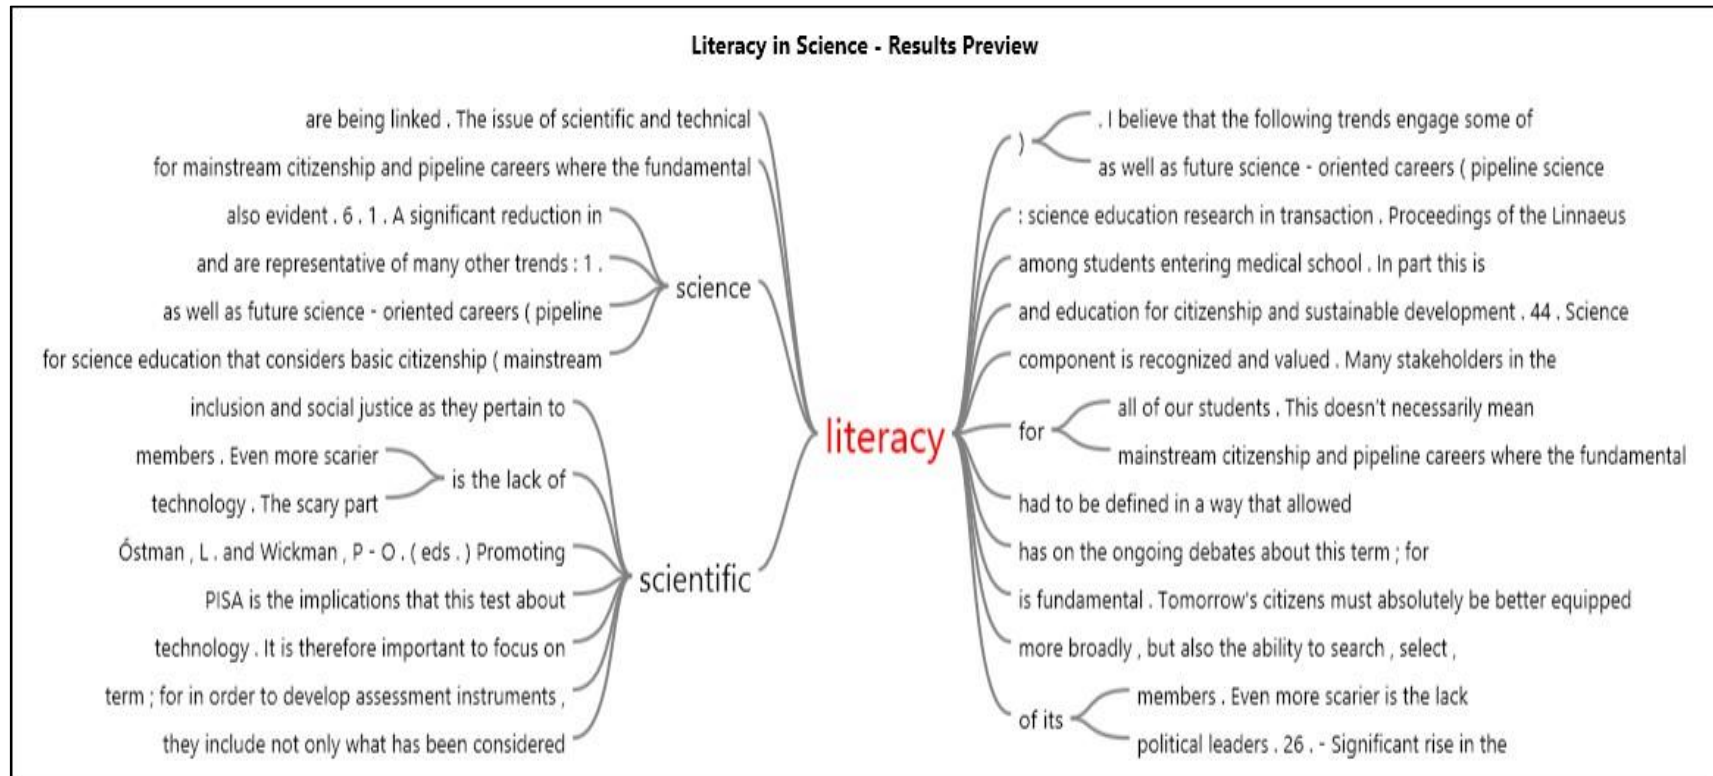 Literacy in Science - Results Preview
are being linked . The issue of scientific and technical
for mainstream citizenship and pipeline careers where the fundamental
also evident . 6 . 1 . A significant reduction in
and are representative of many other trends : 1 .
as well as future science - oriented careers ( pipeline
for science education that considers basic citizenship ( mainstream
science
inclusion and social justice as they pertain to
members . Even more scarier
technology . The scary part
is the lack of
Óstman , L . and Wickman , P - O . ( eds . ) Promoting
PISA is the implications that this test about
technology . It is therefore important to focus on
term ; for in order to develop assessment instruments ,
they include not only what has been considered
scientific
literacy
)
. I believe that the following trends engage some of
as well as future science - oriented careers ( pipeline science
: science education research in transaction . Proceedings of the Linnaeus
among students entering medical school . In part this is
and education for citizenship and sustainable development . 44 . Science
component is recognized and valued . Many stakeholders in the
for
all of our students . This doesn't necessarily mean
mainstream citizenship and pipeline careers where the fundamental
had to be defined in a way that allowed
has on the ongoing debates about this term ; for
is fundamental . Tomorrow's citizens must absolutely be better equipped
more broadly , but also the ability to search , select ,
of its
members . Even more scarier is the lack
political leaders . 26 . - Significant rise in the